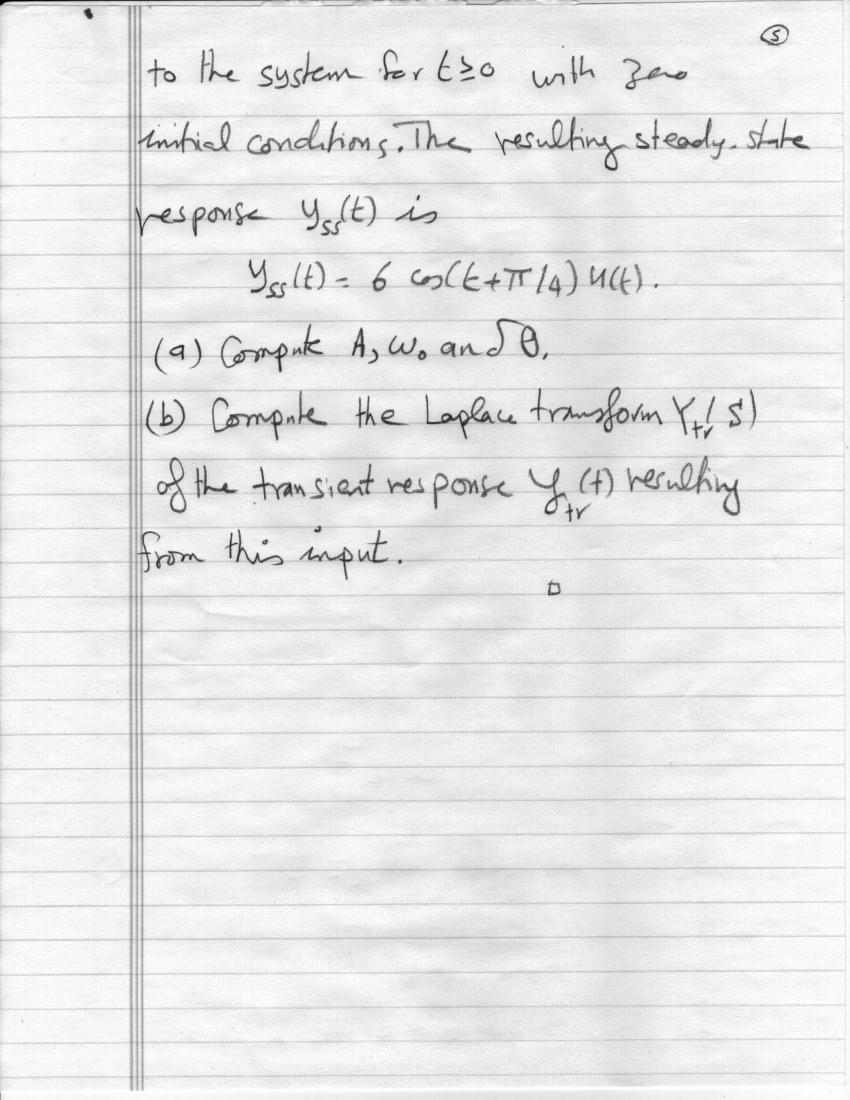 5
to the system for t≥0 with zero
initial conditions. The resulting steady-state
response y_ss(t) is
y_ss(t) = 6 cos(t+π/4) u(t).
(a) Compute A, ω₀ and θ.
(b) Compute the Laplace transform Y_tr(s)
of the transient response y_tr(t) resulting
from this input.